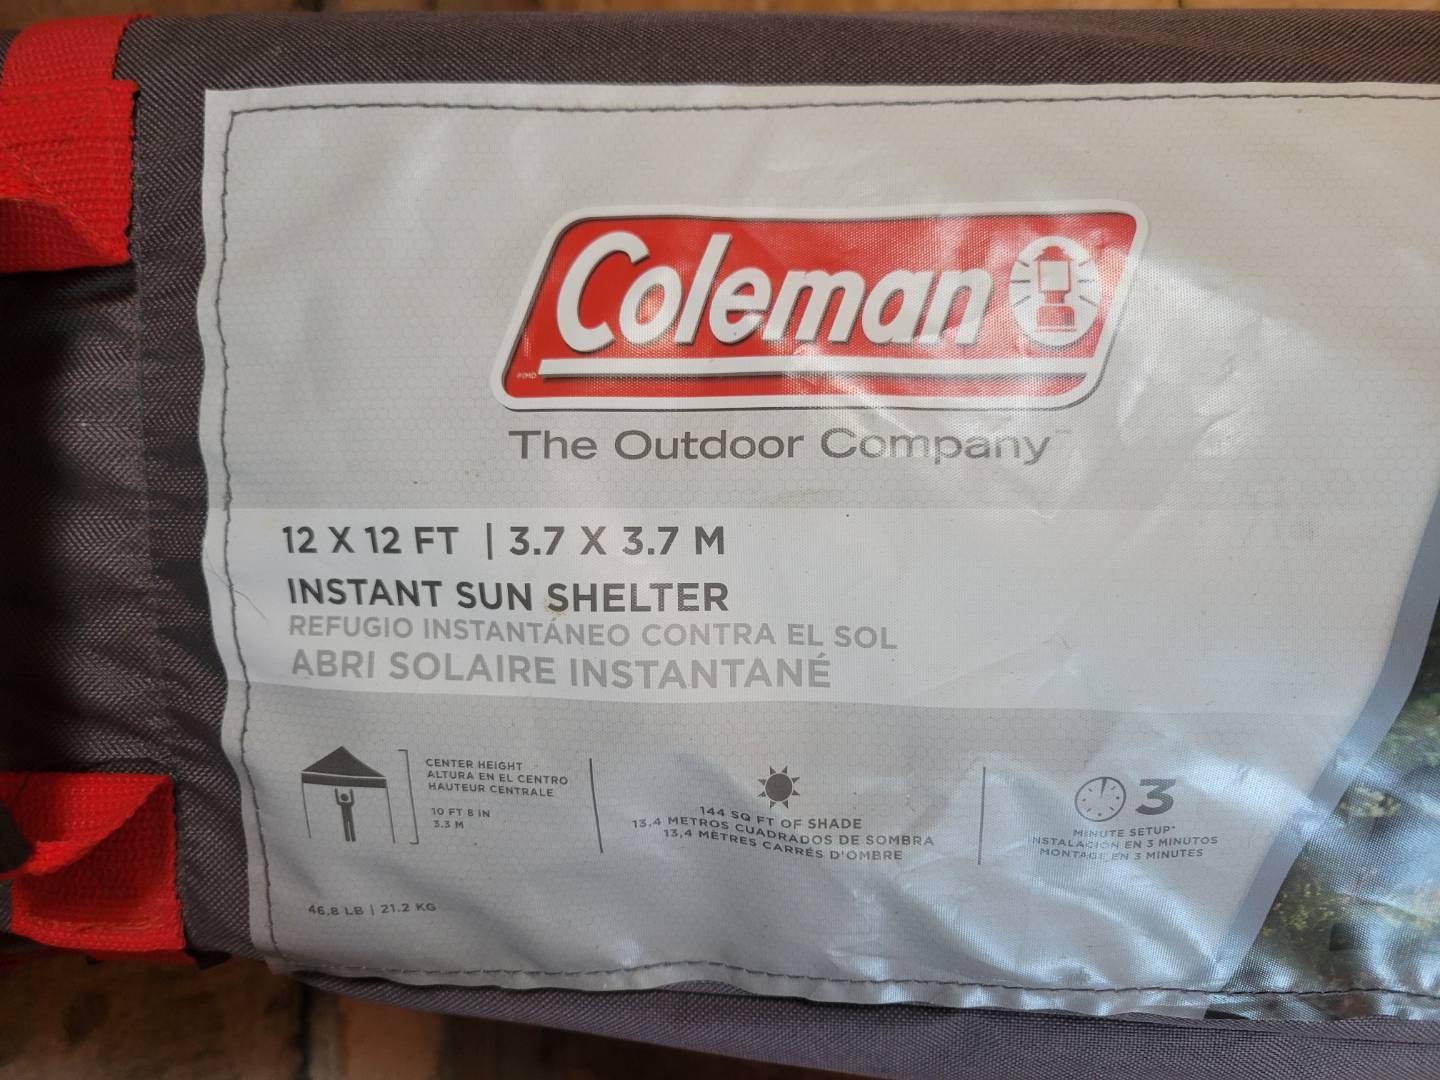 Coleman
The Outdoor Company™
12 X 12 FT | 3.7 X 3.7 M
INSTANT SUN SHELTER
REFUGIO INSTANTÁNEO CONTRA EL SOL
ABRI SOLAIRE INSTANTANÉ
CENTER HEIGHT
ALTURA EN EL CENTRO
HAUTEUR CENTRALE
10 FT 8 IN
3.3 M
144 SQ FT OF SHADE
13.4 METROS CUADRADOS DE SOMBRA
13,4 MÈTRES CARRÉS D'OMBRE
3
MINUTE SETUP*
INSTALACIÓN EN 3 MINUTOS
MONTAGE EN 3 MINUTES
46.8 LB | 21.2 KG